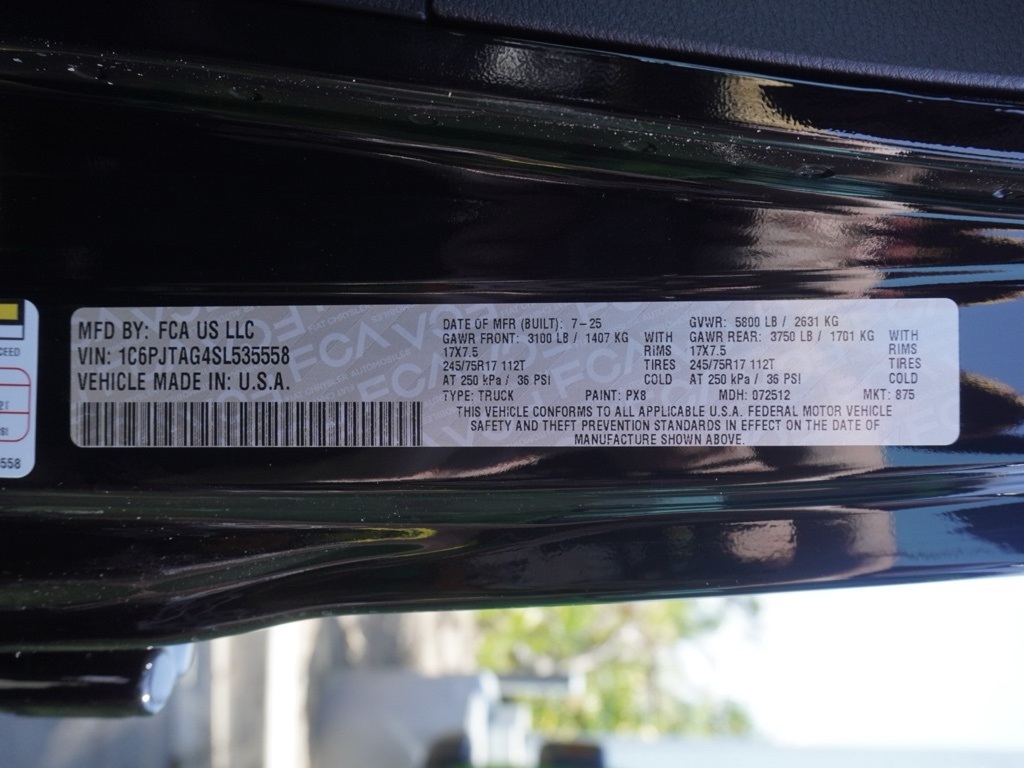 CEED
2T
SI
558
MFD BY: FCA US LLC
VIN: 1C6PJTAG4SL535558
VEHICLE MADE IN: U.S.A.
DATE OF MFR (BUILT): 7-25 GVWR: 5800 LB / 2631 KG
GAWR FRONT: 3100 LB / 1407 KG WITH GAWR REAR: 3750 LB / 1701 KG WITH
17X7.5 RIMS 17X7.5 RIMS
245/75R17 112T TIRES 245/75R17 112T TIRES
AT 250 kPa / 36 PSI COLD AT 250 kPa / 36 PSI COLD
TYPE: TRUCK PAINT: PX8 MDH: 072512 MKT: 875
THIS VEHICLE CONFORMS TO ALL APPLICABLE U.S.A. FEDERAL MOTOR VEHICLE
SAFETY AND THEFT PREVENTION STANDARDS IN EFFECT ON THE DATE OF
MANUFACTURE SHOWN ABOVE.